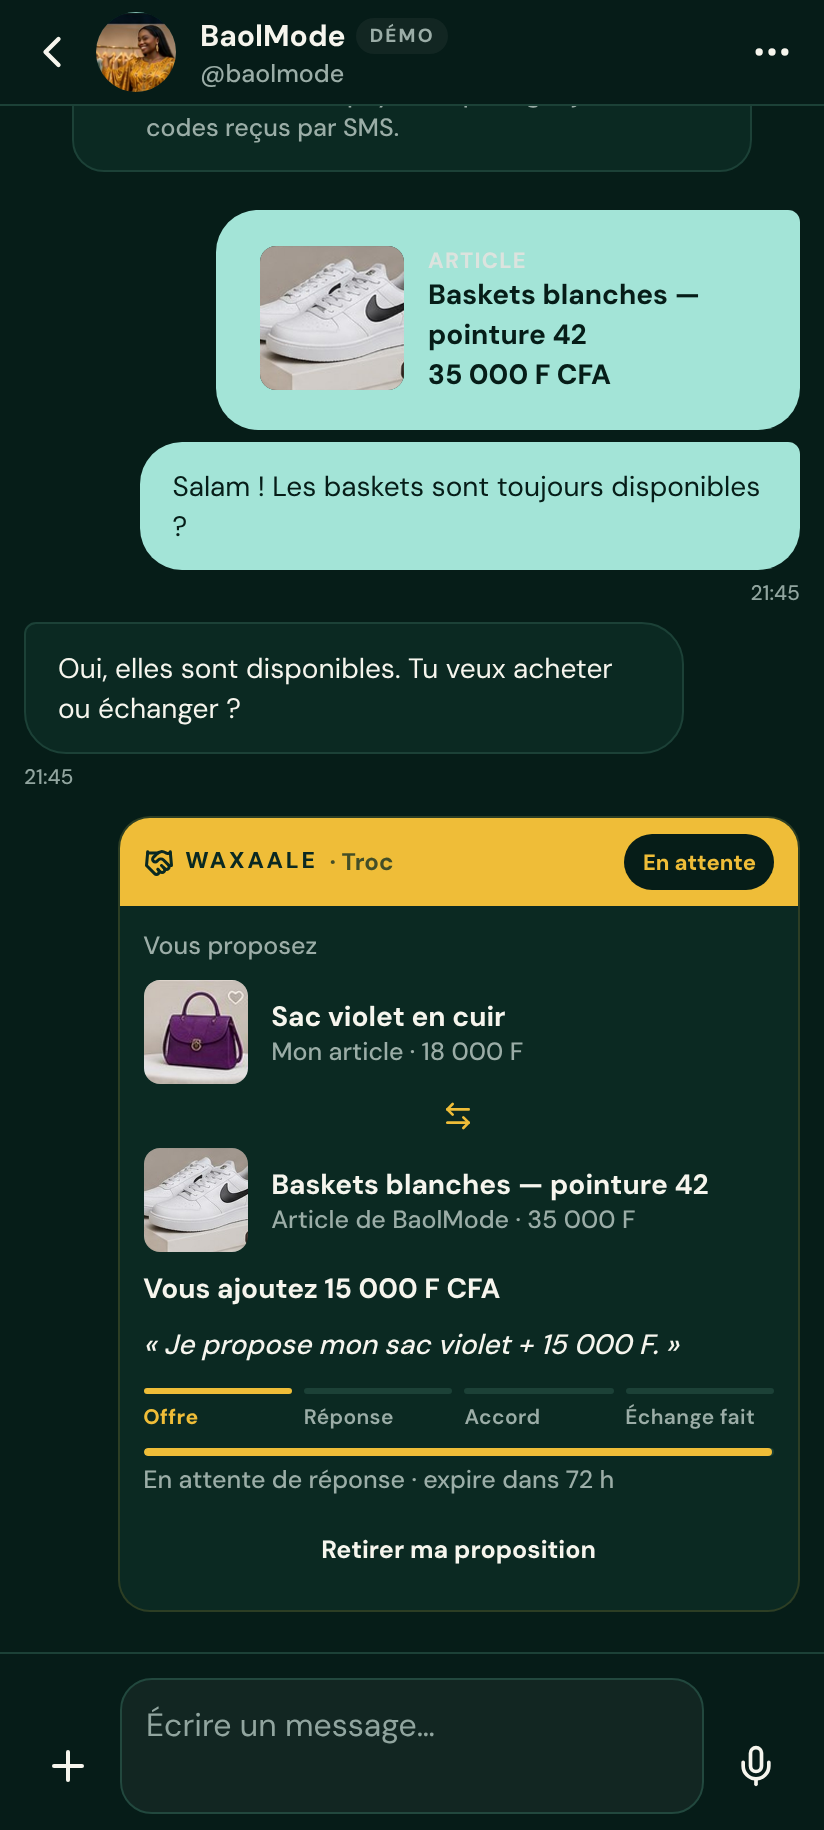 BaolMode DÉMO
@baolmode
codes reçus par SMS.
ARTICLE
Baskets blanches —
pointure 42
35 000 F CFA
Salam ! Les baskets sont toujours disponibles
?
21:45
Oui, elles sont disponibles. Tu veux acheter
ou échanger ?
21:45
WAXAALE · Troc
En attente
Vous proposez
Sac violet en cuir
Mon article · 18 000 F
Baskets blanches — pointure 42
Article de BaolMode · 35 000 F
Vous ajoutez 15 000 F CFA
« Je propose mon sac violet + 15 000 F. »
Offre Réponse Accord Échange fait
En attente de réponse · expire dans 72 h
Retirer ma proposition
Écrire un message…